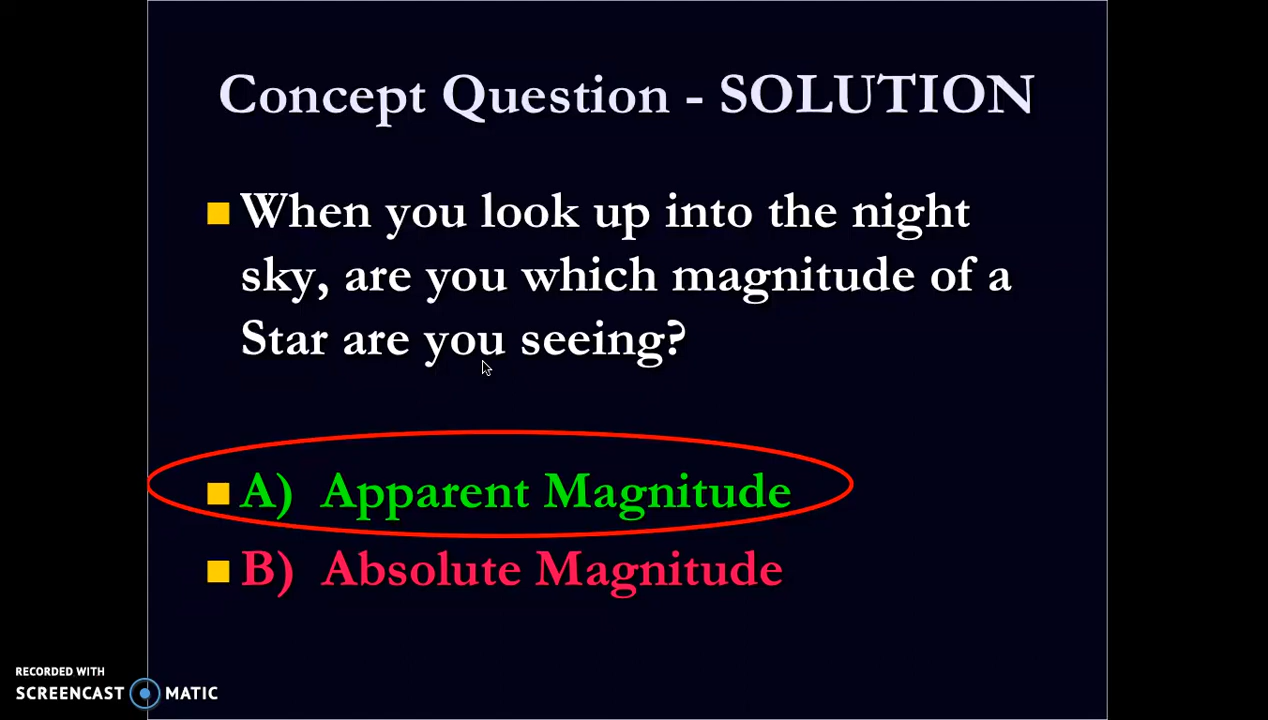 Concept Question - SOLUTION
When you look up into the night
sky, are you which magnitude of a
Star are you seeing?
A) Apparent Magnitude
B) Absolute Magnitude
RECORDED WITH
SCREENCAST MATIC